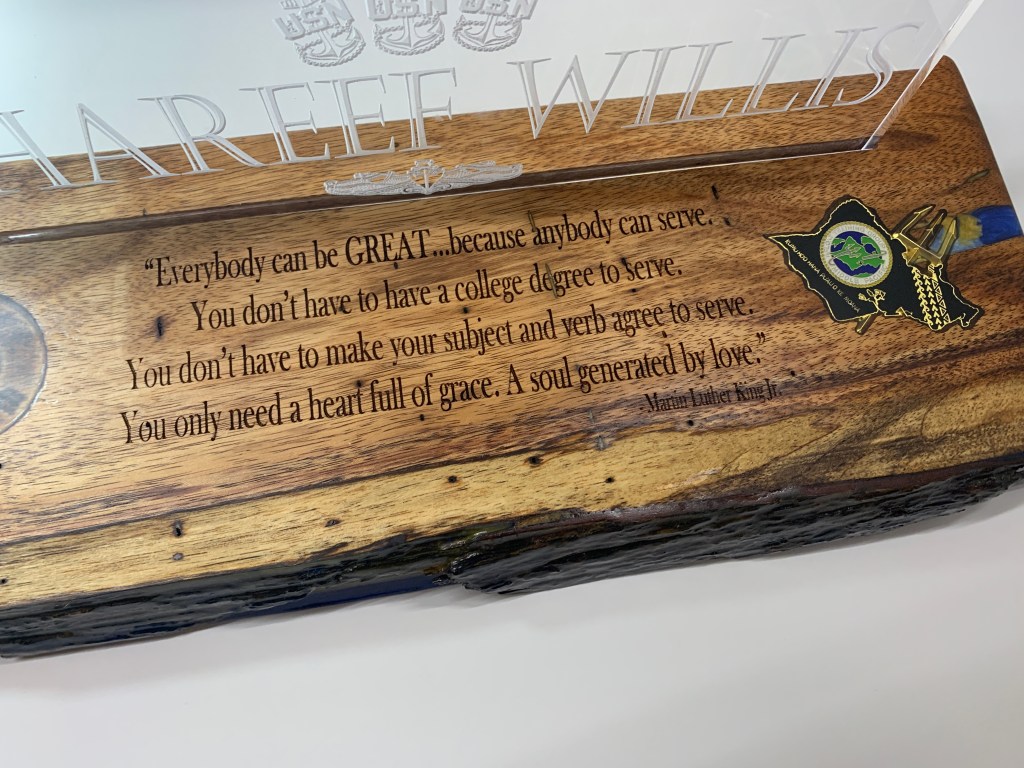 USN USN USN
HAREEF WILLIS
“Everybody can be GREAT...because anybody can serve.
You don’t have to have a college degree to serve.
You don’t have to make your subject and verb agree to serve.
You only need a heart full of grace. A soul generated by love.”
-Martin Luther King Jr.